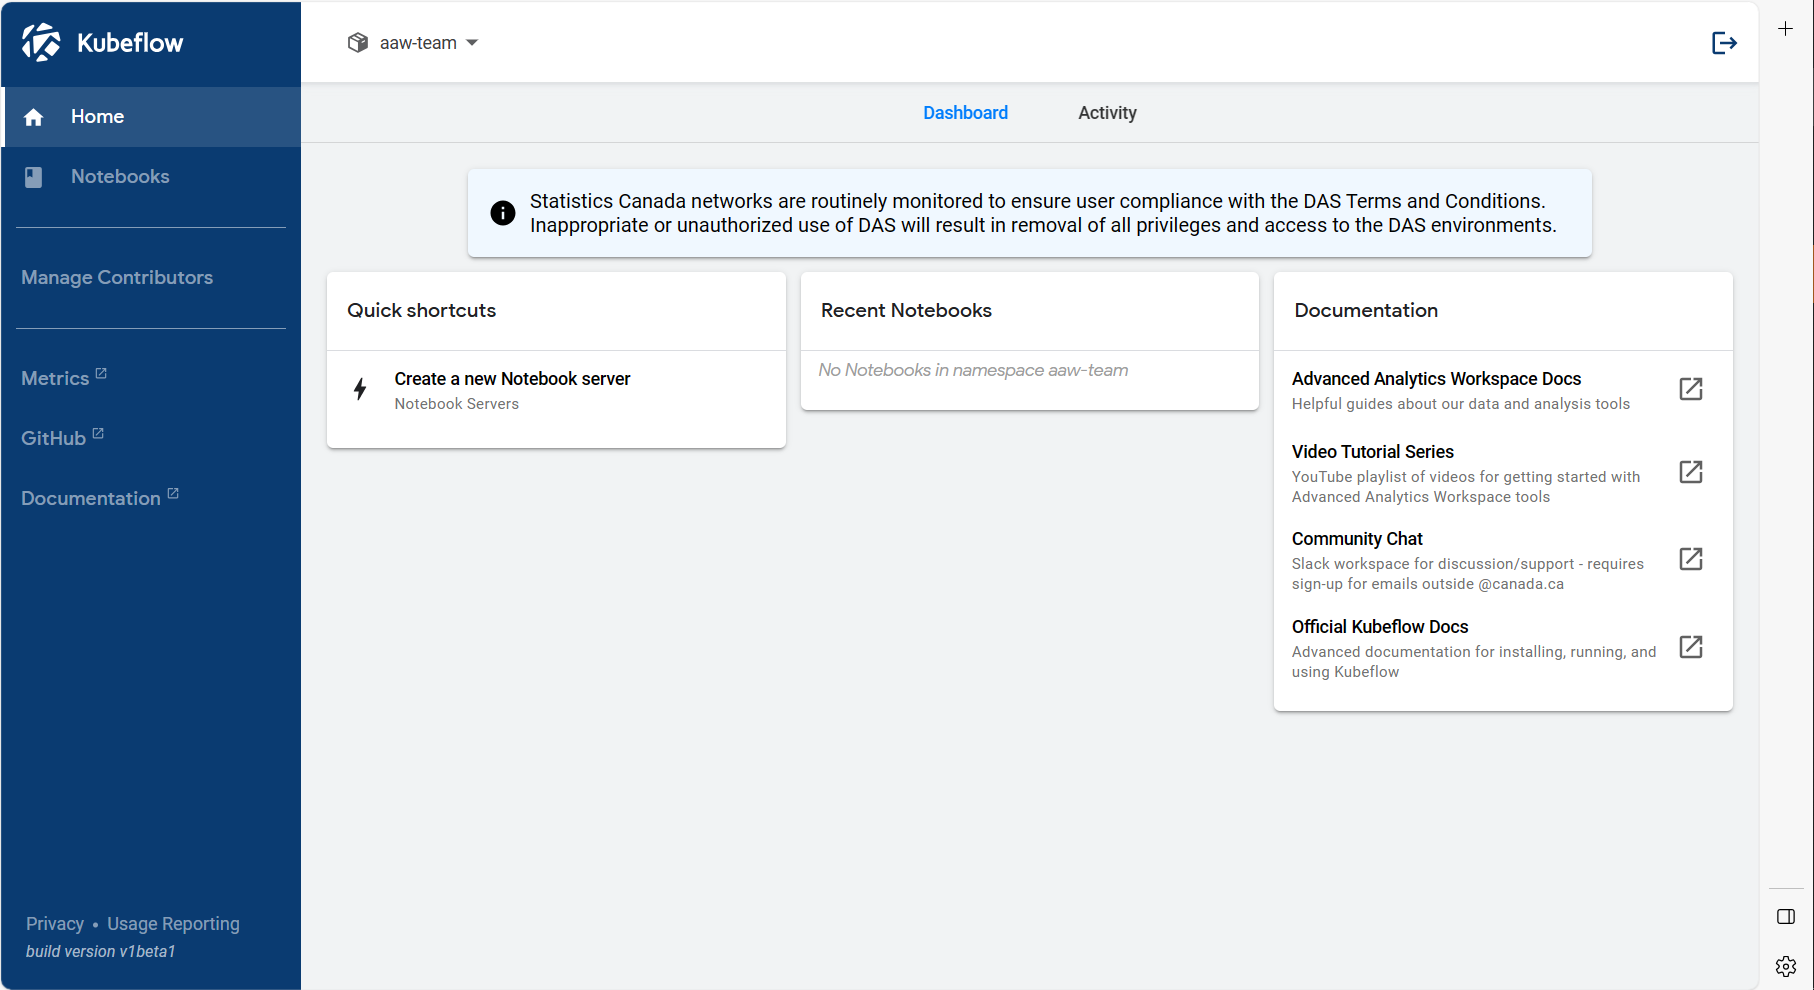 Kubeflow
aaw-team
Home
Notebooks
Manage Contributors
Metrics
GitHub
Documentation
Privacy • Usage Reporting
build version v1beta1
Dashboard
Activity
Statistics Canada networks are routinely monitored to ensure user compliance with the DAS Terms and Conditions.
Inappropriate or unauthorized use of DAS will result in removal of all privileges and access to the DAS environments.
Quick shortcuts
Create a new Notebook server
Notebook Servers
Recent Notebooks
No Notebooks in namespace aaw-team
Documentation
Advanced Analytics Workspace Docs
Helpful guides about our data and analysis tools
Video Tutorial Series
YouTube playlist of videos for getting started with
Advanced Analytics Workspace tools
Community Chat
Slack workspace for discussion/support - requires
sign-up for emails outside @canada.ca
Official Kubeflow Docs
Advanced documentation for installing, running, and
using Kubeflow